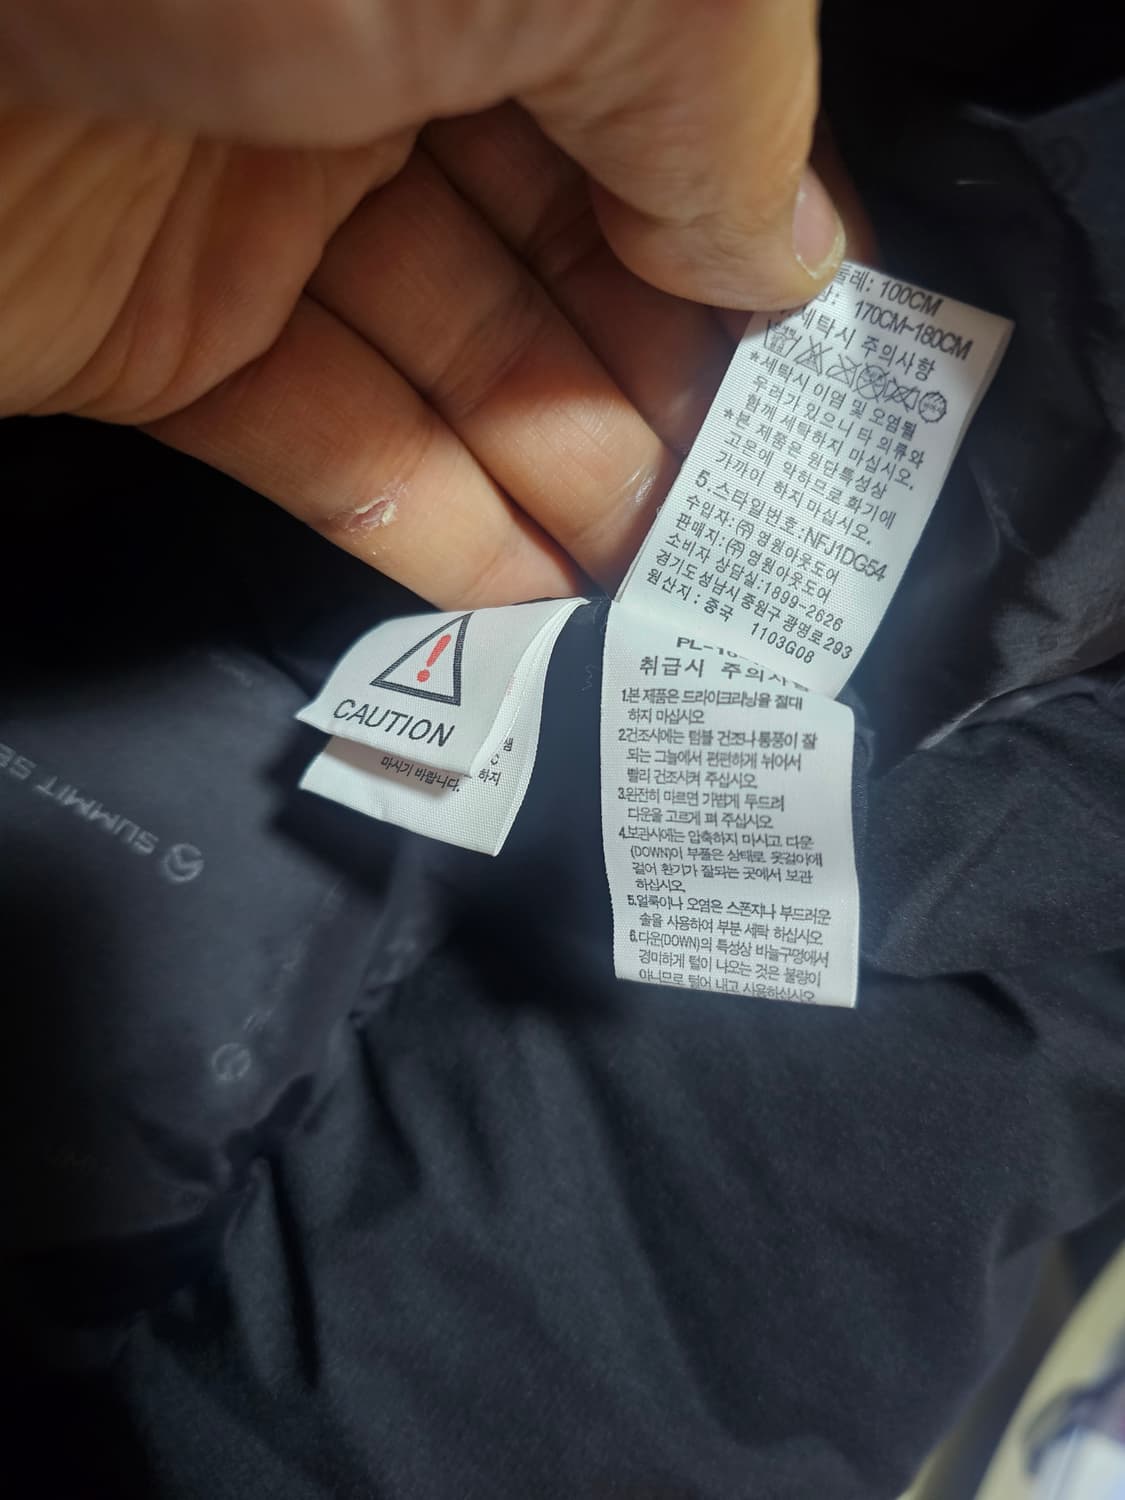 둘레: 100CM
170CM~180CM
세탁시 주의사항
*세탁시 이염 및 오염될
우려가 있으니 타 의류와
함께 세탁하지 마십시오.
*본 제품은 원단특성상
고온에 약하므로 화기에
가까이 하지 마십시오.
5.스타일번호:NFJ1DG54
수입자:㈜영원아웃도어
판매자:㈜영원아웃도어
소비자 상담실:1899-2626
경기도 성남시 중원구 광명로 293
원산지: 중국 1103G08
취급시 주의사항
1.본 제품은 드라이크리닝을 절대
하지 마십시오
2.건조시에는 텀블 건조나 통풍이 잘
되는 그늘에서 편편하게 뉘어서
빨리 건조시켜 주십시오
3.완전히 마르면 가볍게 두드려
다운을 고르게 펴 주십시오
4.보관시에는 압축하지 마시고 다운
(DOWN)이 부풀은 상태로 옷걸이에
걸어 환기가 잘되는 곳에서 보관
하십시오.
5.얼룩이나 오염은 스폰지나 부드러운
솔을 사용하여 부분 세탁 하십시오
6.다운(DOWN)의 특성상 바늘구멍에서
경미하게 털이 나오는 것은 불량이
아니므로 털어 내고 사용하십시오
CAUTION
하지
마시기 바랍니다.
SUMMIT SE